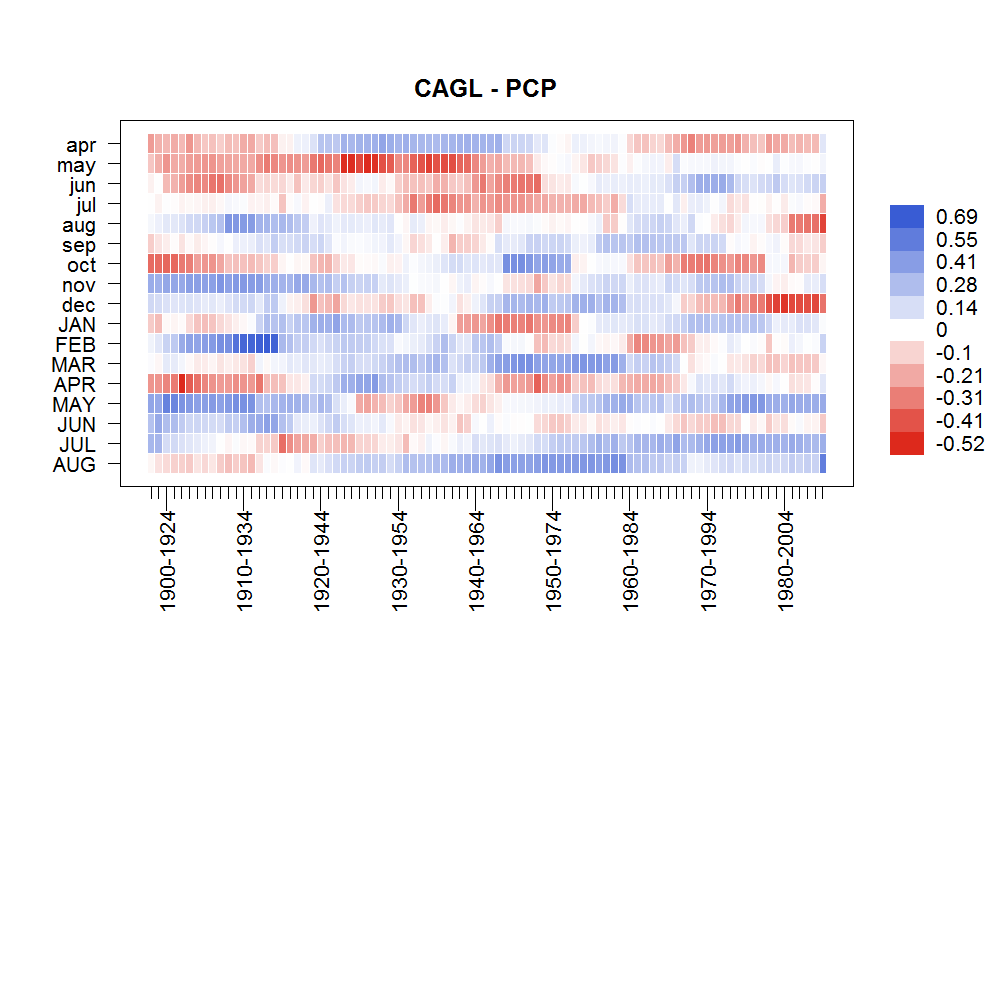 CAGL - PCP
apr
may
jun
jul
aug
sep
oct
nov
dec
JAN
FEB
MAR
APR
MAY
JUN
JUL
AUG
0.69
0.55
0.41
0.28
0.14
0
-0.1
-0.21
-0.31
-0.41
-0.52
1900-1924
1910-1934
1920-1944
1930-1954
1940-1964
1950-1974
1960-1984
1970-1994
1980-2004